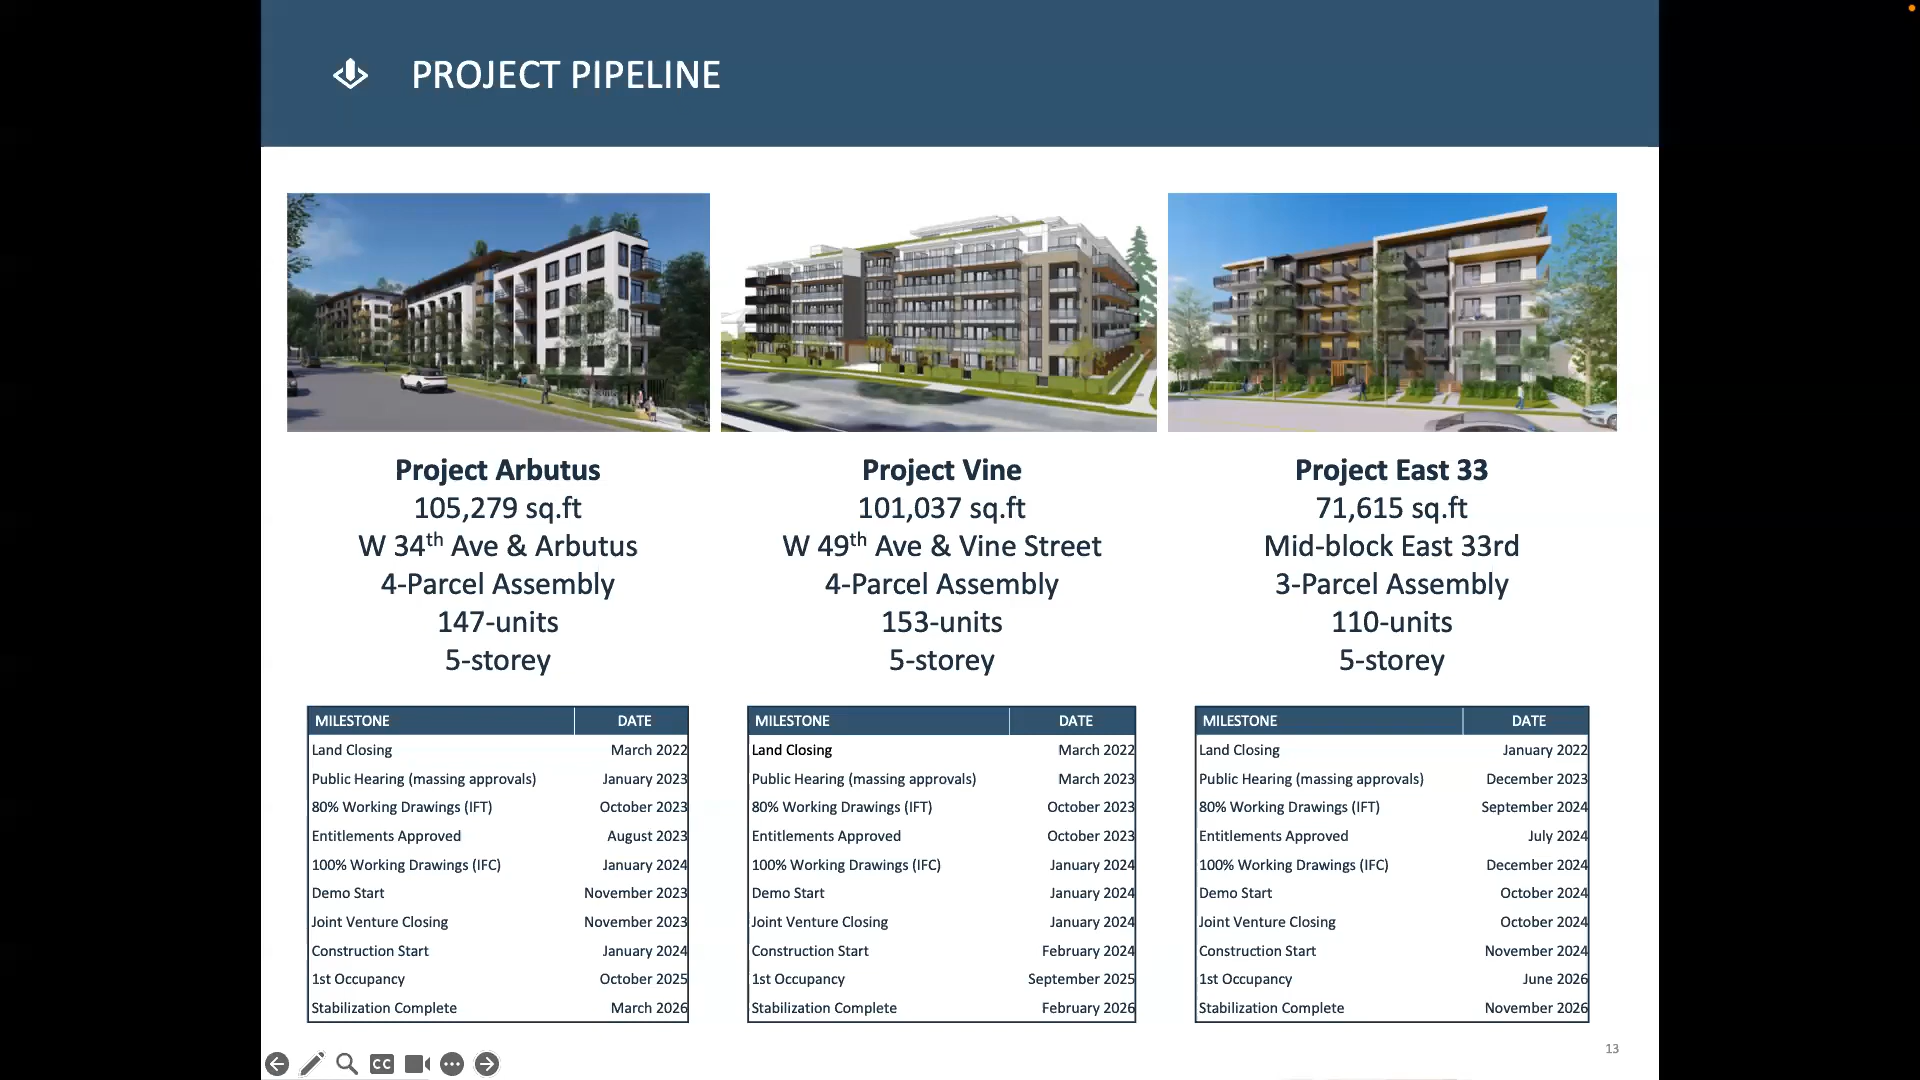 PROJECT PIPELINE
Project Arbutus
105,279 sq.ft
W 34th Ave & Arbutus
4-Parcel Assembly
147-units
5-storey
Project Vine
101,037 sq.ft
W 49th Ave & Vine Street
4-Parcel Assembly
153-units
5-storey
Project East 33
71,615 sq.ft
Mid-block East 33rd
3-Parcel Assembly
110-units
5-storey
MILESTONE DATE
Land Closing March 2022
Public Hearing (massing approvals) January 2023
80% Working Drawings (IFT) October 2023
Entitlements Approved August 2023
100% Working Drawings (IFC) January 2024
Demo Start November 2023
Joint Venture Closing November 2023
Construction Start January 2024
1st Occupancy October 2025
Stabilization Complete March 2026
MILESTONE DATE
Land Closing March 2022
Public Hearing (massing approvals) March 2023
80% Working Drawings (IFT) October 2023
Entitlements Approved October 2023
100% Working Drawings (IFC) January 2024
Demo Start January 2024
Joint Venture Closing January 2024
Construction Start February 2024
1st Occupancy September 2025
Stabilization Complete February 2026
MILESTONE DATE
Land Closing January 2022
Public Hearing (massing approvals) December 2023
80% Working Drawings (IFT) September 2024
Entitlements Approved July 2024
100% Working Drawings (IFC) December 2024
Demo Start October 2024
Joint Venture Closing October 2024
Construction Start November 2024
1st Occupancy June 2026
Stabilization Complete November 2026
13
CC